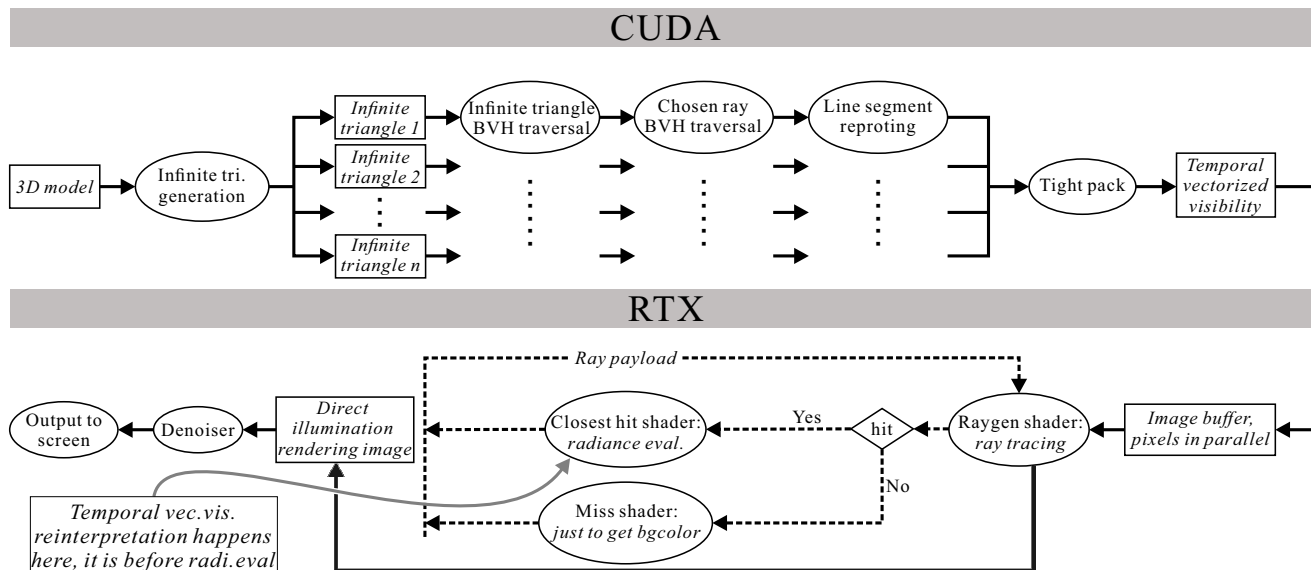 CUDA
3D model
Infinite tri.
generation
Infinite
triangle 1
Infinite
triangle 2
Infinite
triangle n
Infinite triangle
BVH traversal
Chosen ray
BVH traversal
Line segment
reproting
Tight pack
Temporal
vectorized
visibility
RTX
Ray payload
Output to
screen
Denoiser
Direct
illumination
rendering image
Closest hit shader:
radiance eval.
Yes
hit
No
Raygen shader:
ray tracing
Image buffer,
pixels in parallel
Miss shader:
just to get bgcolor
Temporal vec.vis.
reinterpretation happens
here, it is before radi.eval